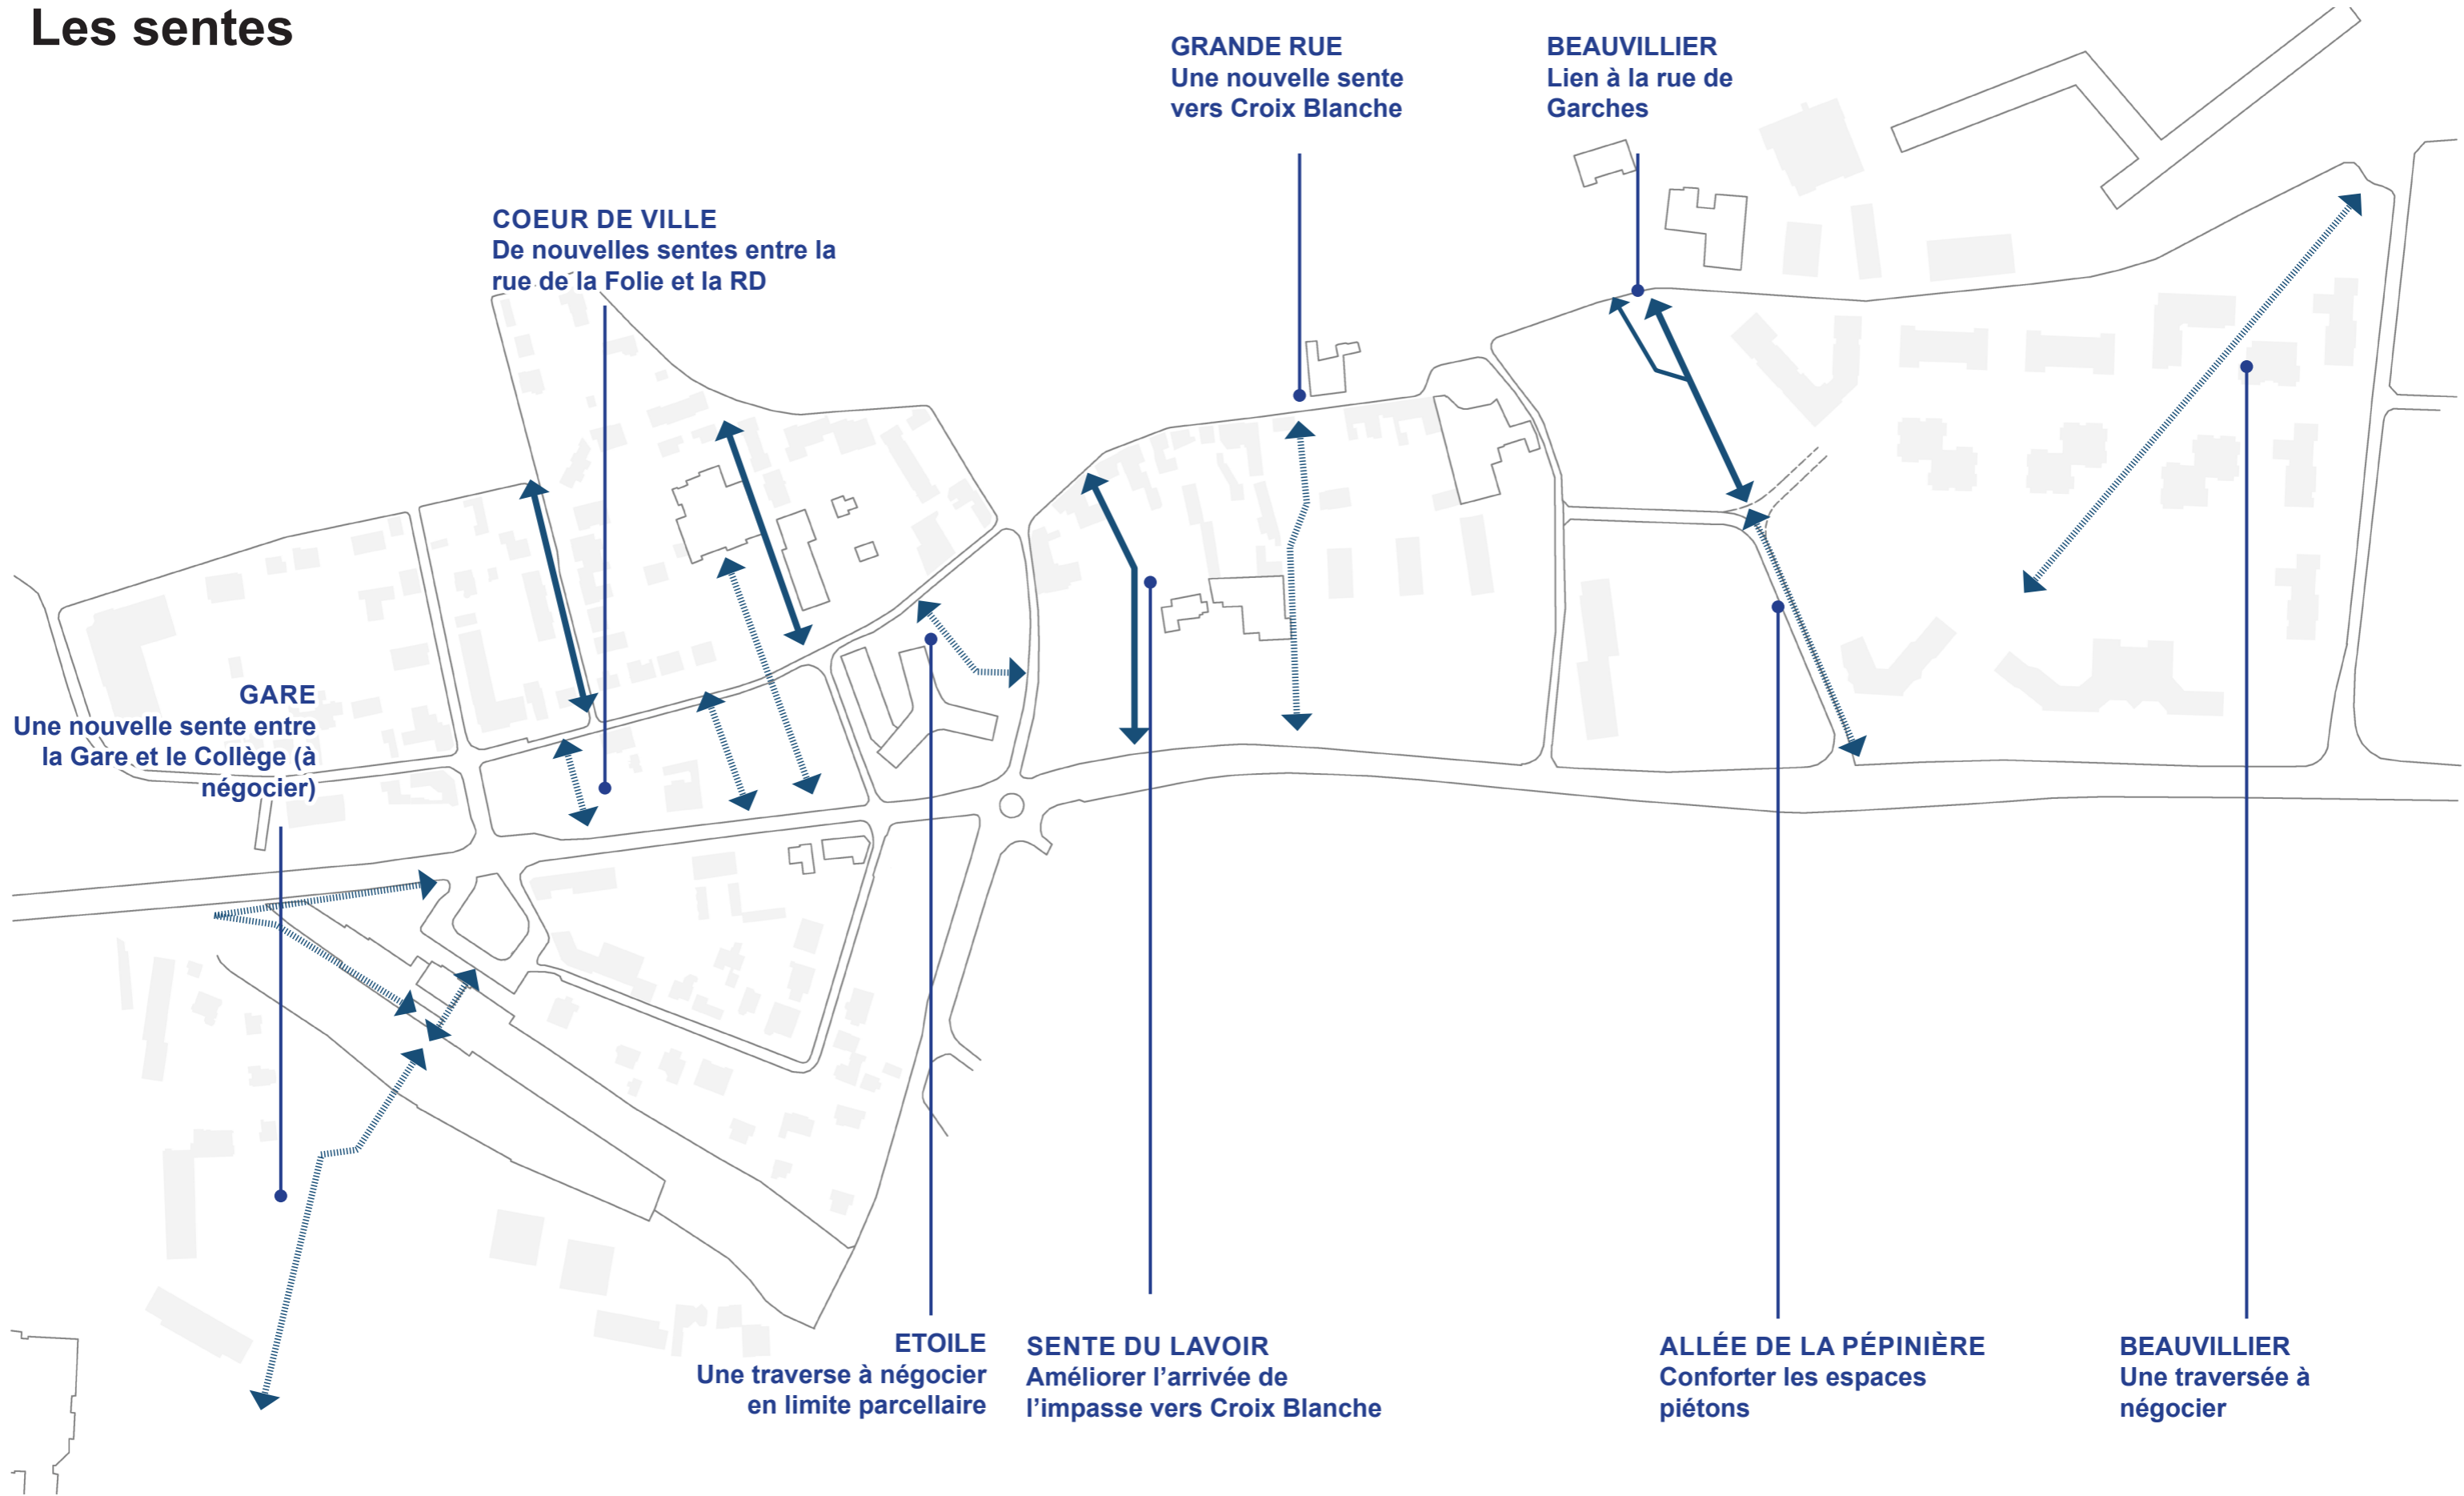 Les sentes
GRANDE RUE
Une nouvelle sente
vers Croix Blanche
BEAUVILLIER
Lien à la rue de
Garches
COEUR DE VILLE
De nouvelles sentes entre la
rue de la Folie et la RD
GARE
Une nouvelle sente entre
la Gare et le Collège (à
négocier)
ETOILE
Une traverse à négocier
en limite parcellaire
SENTE DU LAVOIR
Améliorer l’arrivée de
l’impasse vers Croix Blanche
ALLÉE DE LA PÉPINIÈRE
Conforter les espaces
piétons
BEAUVILLIER
Une traversée à
négocier